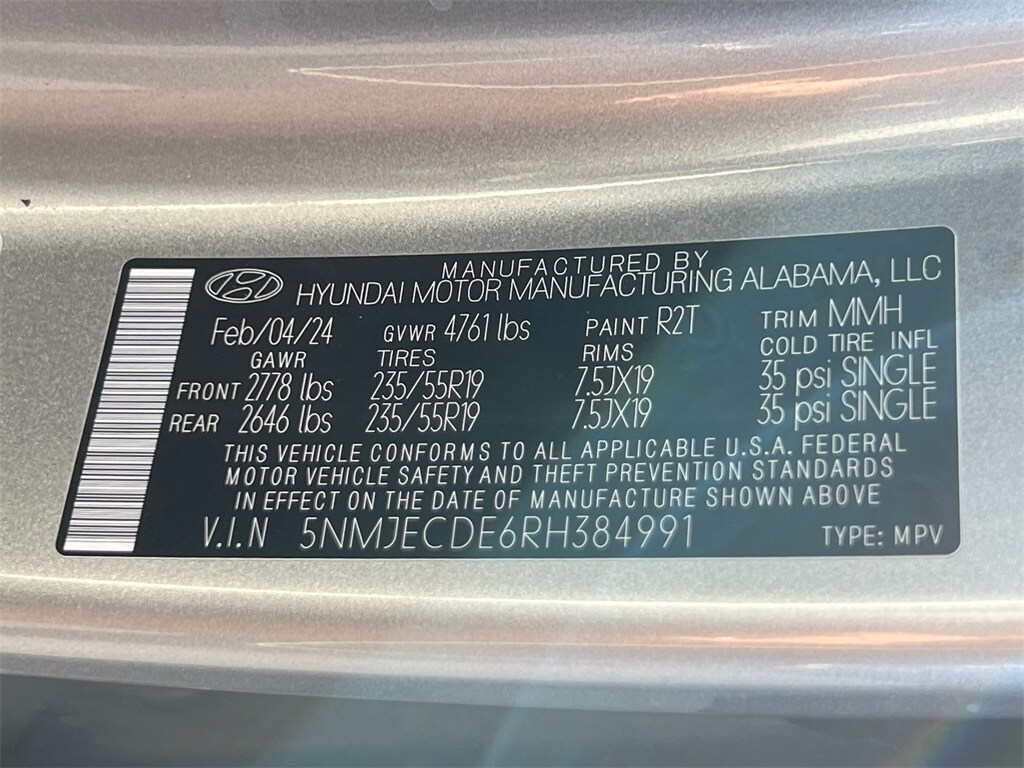 MANUFACTURED BY
HYUNDAI MOTOR MANUFACTURING ALABAMA, LLC
Feb/04/24 GVWR 4761 lbs PAINT R2T TRIM MMH
GAWR TIRES RIMS COLD TIRE INFL
FRONT 2778 lbs 235/55R19 7.5JX19 35 psi SINGLE
REAR 2646 lbs 235/55R19 7.5JX19 35 psi SINGLE
THIS VEHICLE CONFORMS TO ALL APPLICABLE U.S.A. FEDERAL
MOTOR VEHICLE SAFETY AND THEFT PREVENTION STANDARDS
IN EFFECT ON THE DATE OF MANUFACTURE SHOWN ABOVE
V.I.N 5NMJECDE6RH384991 TYPE: MPV